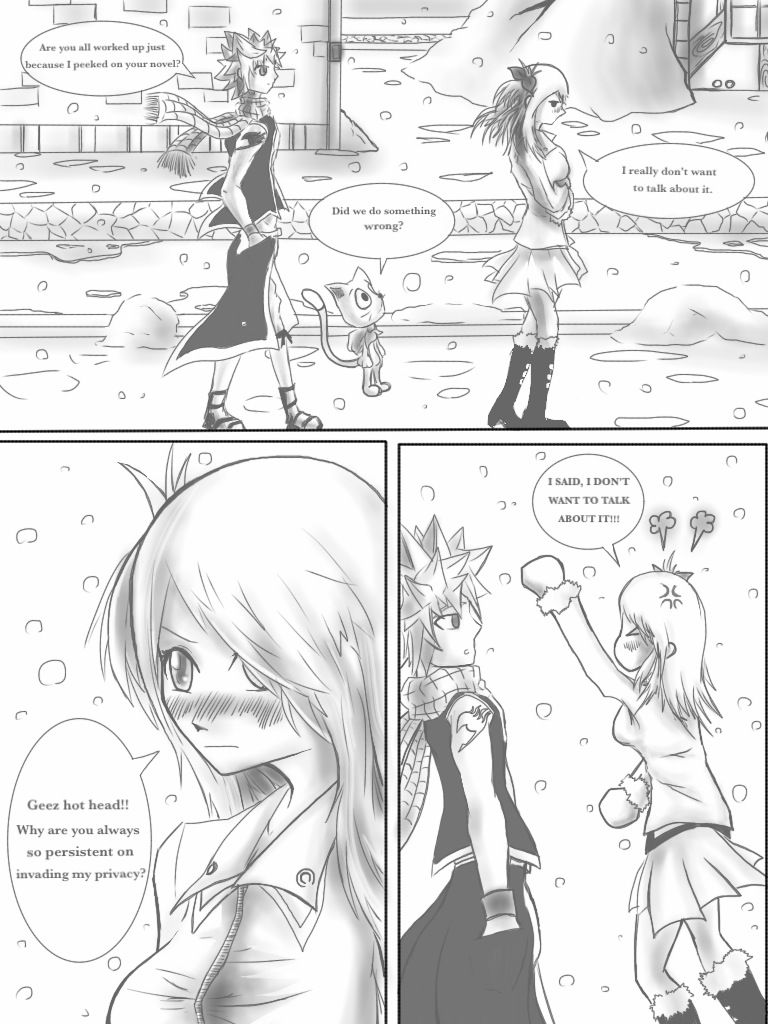 Are you all worked up just
because I peeked on your novel?
I really don't want
to talk about it.
Did we do something
wrong?
Geez hot head!!
Why are you always
so persistent on
invading my privacy?
I SAID, I DON'T
WANT TO TALK
ABOUT IT!!!